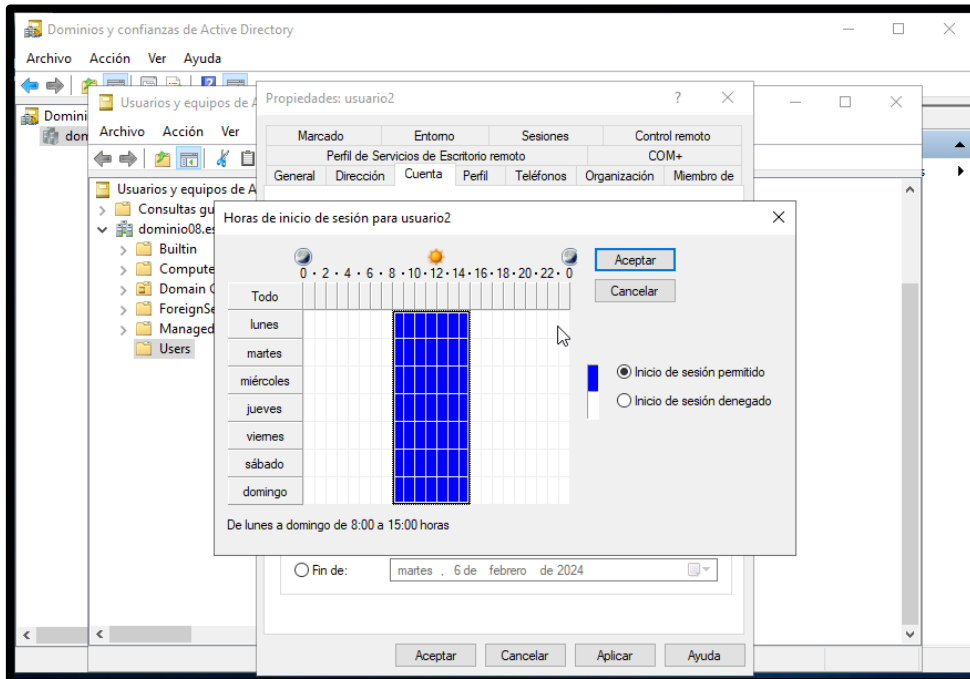 Dominios y confianzas de Active Directory
Archivo Acción Ver Ayuda
Usuarios y equipos de A
Propiedades: usuario2
Domini
dom
Archivo Acción Ver
Marcado Entorno Sesiones Control remoto
Perfil de Servicios de Escritorio remoto COM+
General Dirección Cuenta Perfil Teléfonos Organización Miembro de
Usuarios y equipos de A
Consultas gu
dominio08.es
Builtin
Compute
Domain C
ForeignSe
Managed
Users
Horas de inicio de sesión para usuario2
0 · 2 · 4 · 6 · 8 · 10 · 12 · 14 · 16 · 18 · 20 · 22 · 0
Aceptar
Cancelar
Todo
lunes
martes
miércoles
jueves
viernes
sábado
domingo
Inicio de sesión permitido
Inicio de sesión denegado
De lunes a domingo de 8:00 a 15:00 horas
Fin de: martes , 6 de febrero de 2024
Aceptar Cancelar Aplicar Ayuda